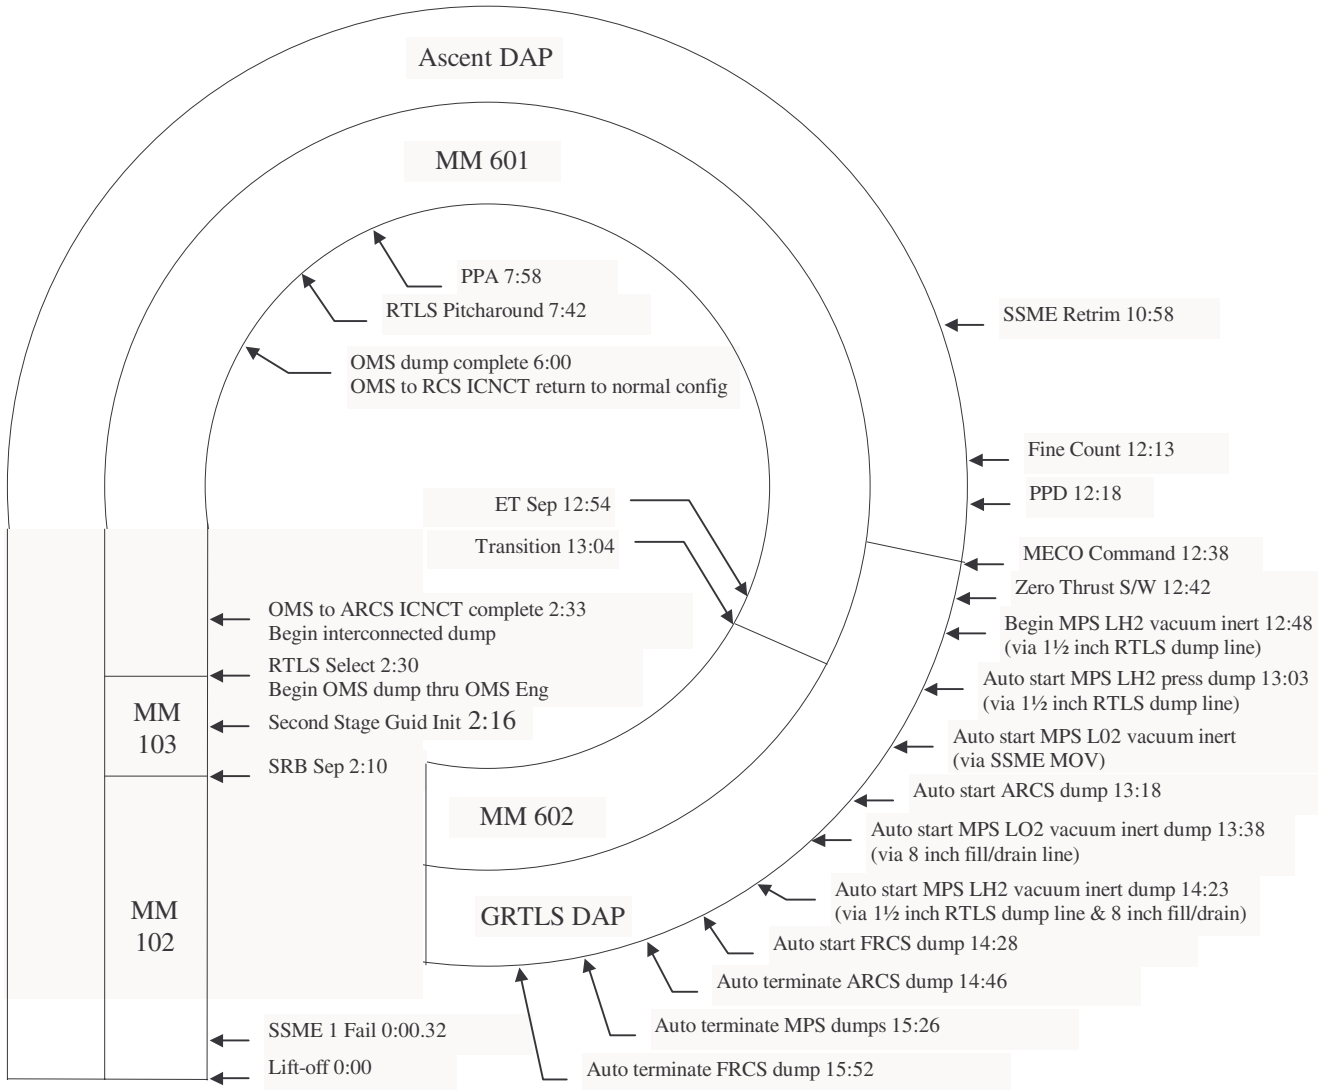 Ascent DAP
MM 601
PPA 7:58
RTLS Pitcharound 7:42
OMS dump complete 6:00
OMS to RCS ICNCT return to normal config
SSME Retrim 10:58
Fine Count 12:13
PPD 12:18
ET Sep 12:54
Transition 13:04
MECO Command 12:38
Zero Thrust S/W 12:42
Begin MPS LH2 vacuum inert 12:48
(via 1½ inch RTLS dump line)
Auto start MPS LH2 press dump 13:03
(via 1½ inch RTLS dump line)
Auto start MPS L02 vacuum inert
(via SSME MOV)
Auto start ARCS dump 13:18
Auto start MPS LO2 vacuum inert dump 13:38
(via 8 inch fill/drain line)
Auto start MPS LH2 vacuum inert dump 14:23
(via 1½ inch RTLS dump line & 8 inch fill/drain)
Auto start FRCS dump 14:28
Auto terminate ARCS dump 14:46
Auto terminate MPS dumps 15:26
Auto terminate FRCS dump 15:52
OMS to ARCS ICNCT complete 2:33
Begin interconnected dump
RTLS Select 2:30
Begin OMS dump thru OMS Eng
MM
103
Second Stage Guid Init 2:16
SRB Sep 2:10
MM 602
GRTLS DAP
MM
102
SSME 1 Fail 0:00.32
Lift-off 0:00